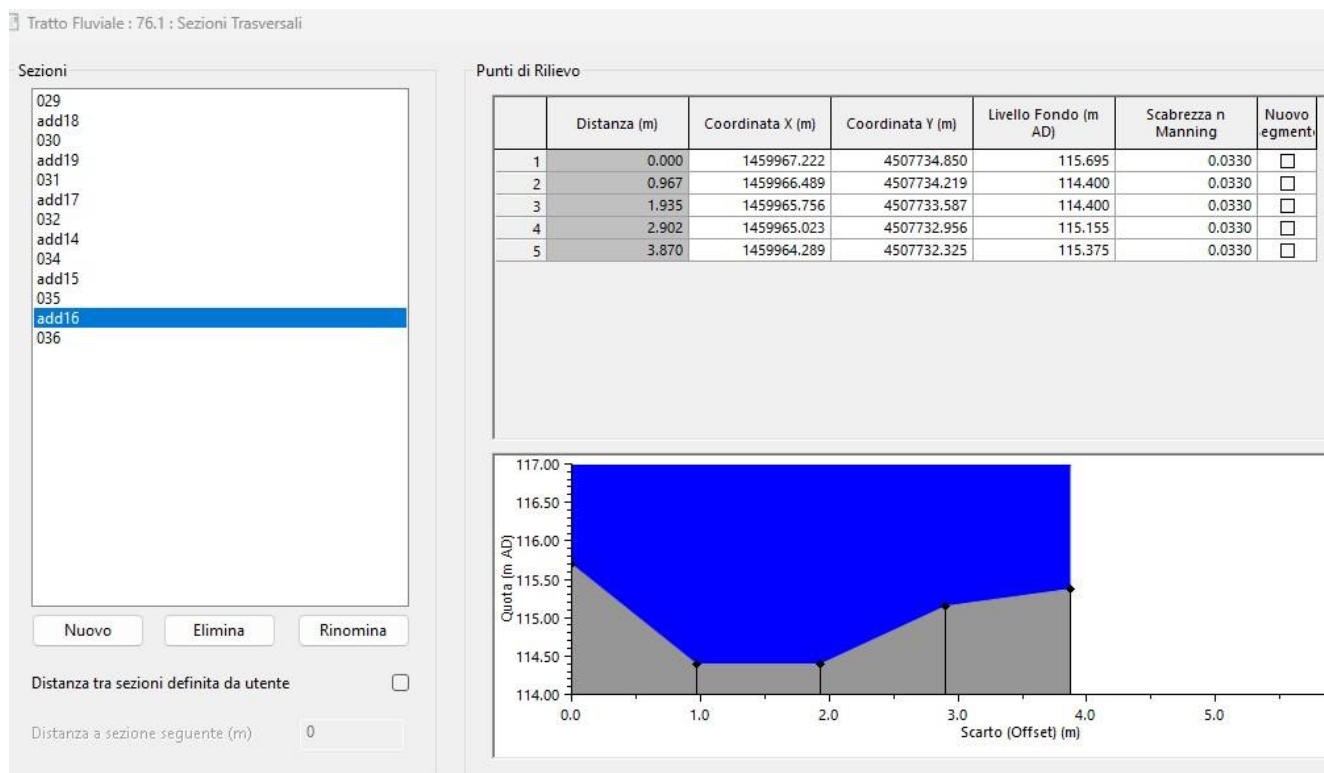 Tratto Fluviale : 76.1 : Sezioni Trasversali
Sezioni
029
add18
030
add19
031
add17
032
add14
034
add15
035
add16
036
Nuovo Elimina Rinomina
Distanza tra sezioni definita da utente
Distanza a sezione seguente (m) 0
Punti di Rilievo
Distanza (m) Coordinata X (m) Coordinata Y (m) Livello Fondo (m AD) Scabrezza n Manning Nuovo egment
1 0.000 1459967.222 4507734.850 115.695 0.0330
2 0.967 1459966.489 4507734.219 114.400 0.0330
3 1.935 1459965.756 4507733.587 114.400 0.0330
4 2.902 1459965.023 4507732.956 115.155 0.0330
5 3.870 1459964.289 4507732.325 115.375 0.0330
Quota (m AD)
117.00
116.50
116.00
115.50
115.00
114.50
114.00
0.0 1.0 2.0 3.0 4.0 5.0
Scarto (Offset) (m)